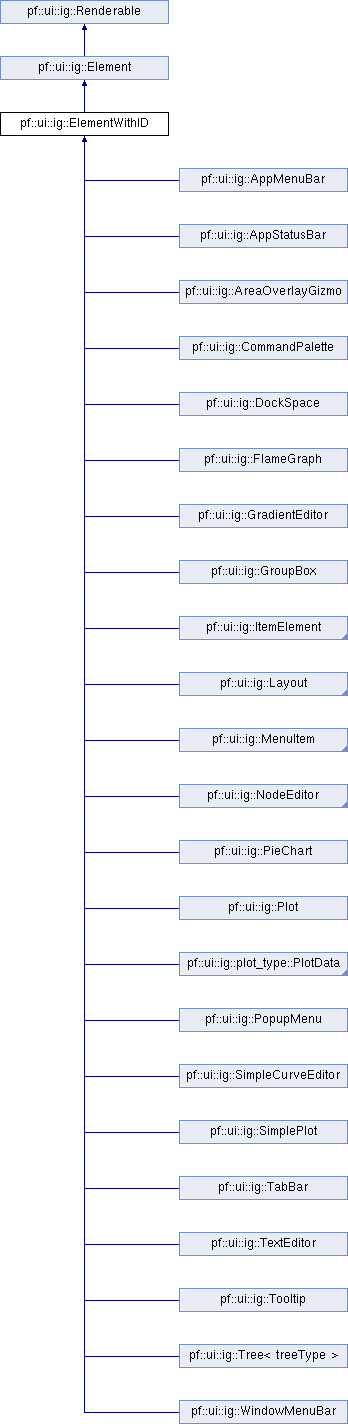 pf::ui::ig::Renderable
pf::ui::ig::Element
pf::ui::ig::ElementWithID
pf::ui::ig::AppMenuBar
pf::ui::ig::AppStatusBar
pf::ui::ig::AreaOverlayGizmo
pf::ui::ig::CommandPalette
pf::ui::ig::DockSpace
pf::ui::ig::FlameGraph
pf::ui::ig::GradientEditor
pf::ui::ig::GroupBox
pf::ui::ig::ItemElement
pf::ui::ig::Layout
pf::ui::ig::MenuItem
pf::ui::ig::NodeEditor
pf::ui::ig::PieChart
pf::ui::ig::Plot
pf::ui::ig::plot_type::PlotData
pf::ui::ig::PopupMenu
pf::ui::ig::SimpleCurveEditor
pf::ui::ig::SimplePlot
pf::ui::ig::TabBar
pf::ui::ig::TextEditor
pf::ui::ig::Tooltip
pf::ui::ig::Tree< treeType >
pf::ui::ig::WindowMenuBar